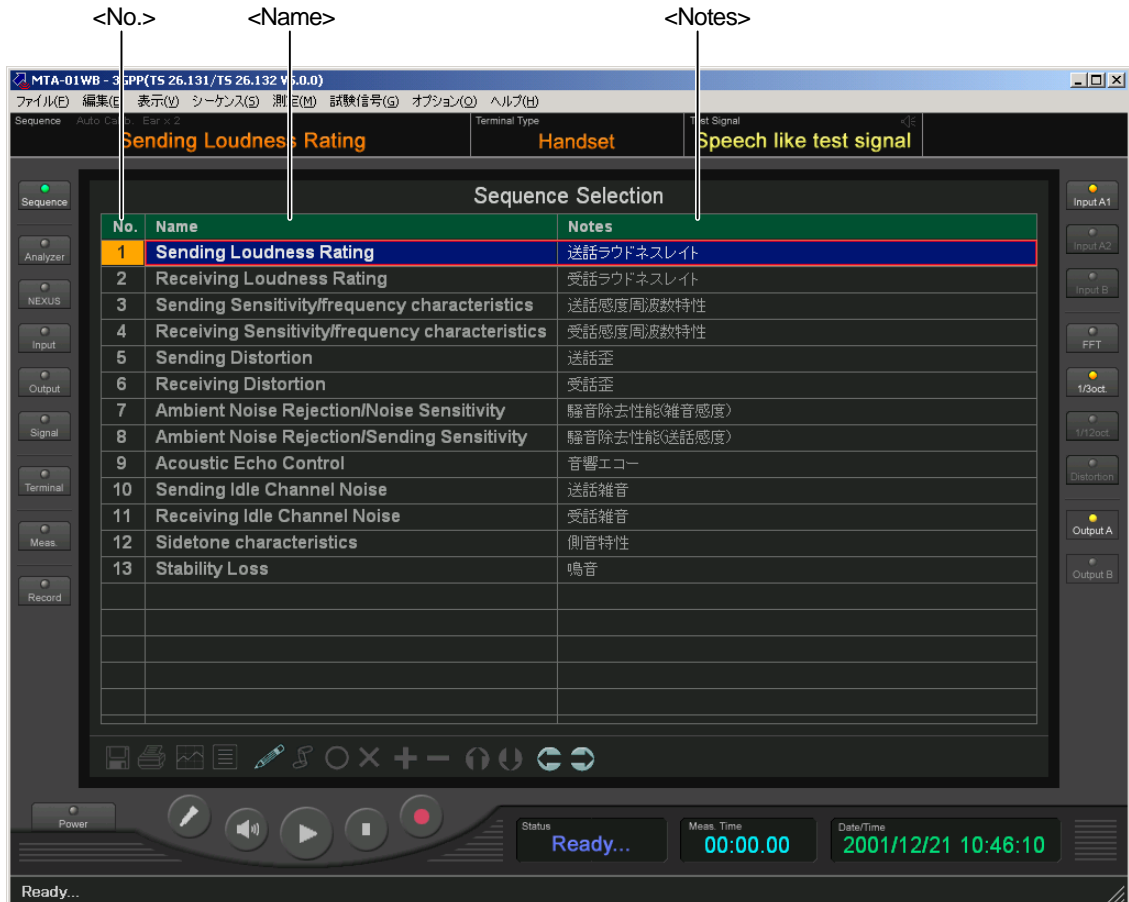 <No.> <Name> <Notes>
MTA-01WB - 3GPP(TS 26.131/TS 26.132 V5.0.0)
ファイル(F) 編集(E) 表示(V) シーケンス(S) 測定(M) 試験信号(G) オプション(O) ヘルプ(H)
Sequence Auto Calib. Ear x 2 Terminal Type Test Signal
Sending Loudness Rating Handset Speech like test signal
Sequence Selection
No. Name Notes
1 Sending Loudness Rating 送話ラウドネスレイト
2 Receiving Loudness Rating 受話ラウドネスレイト
3 Sending Sensitivity/frequency characteristics 送話感度周波数特性
4 Receiving Sensitivity/frequency characteristics 受話感度周波数特性
5 Sending Distortion 送話歪
6 Receiving Distortion 受話歪
7 Ambient Noise Rejection/Noise Sensitivity 騒音除去性能(雑音感度)
8 Ambient Noise Rejection/Sending Sensitivity 騒音除去性能(送話感度)
9 Acoustic Echo Control 音響エコー
10 Sending Idle Channel Noise 送話雑音
11 Receiving Idle Channel Noise 受話雑音
12 Sidetone characteristics 側音特性
13 Stability Loss 鳴音
Sequence
Analyzer
NEXUS
Input
Output
Signal
Terminal
Meas.
Record
Input A1
Input A2
Input B
FFT
1/3oct.
1/12oct.
Distortion
Output A
Output B
Power
Status Meas. Time Date/Time
Ready... 00:00.00 2001/12/21 10:46:10
Ready...